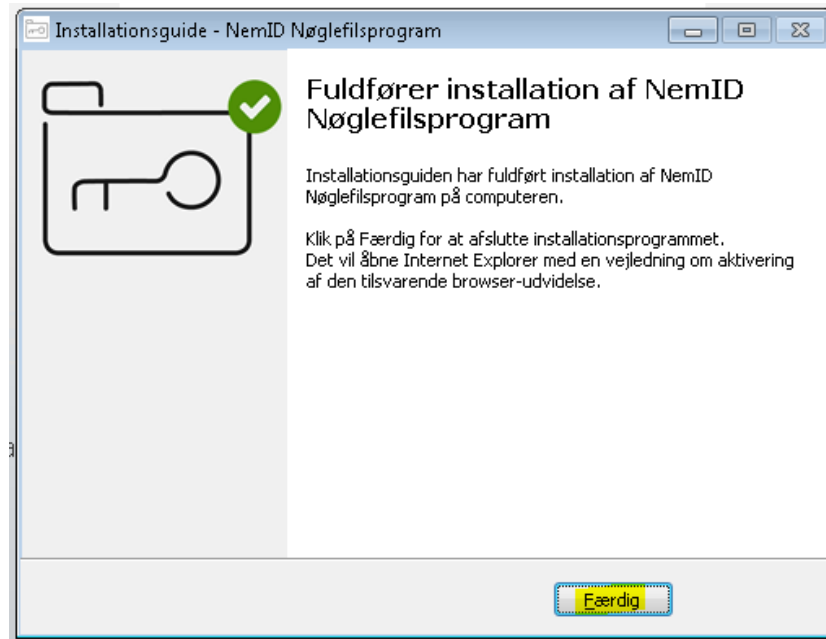 Installationsguide - NemID Nøglefilsprogram
Fuldfører installation af NemID
Nøglefilsprogram
Installationsguiden har fuldført installation af NemID
Nøglefilsprogram på computeren.
Klik på Færdig for at afslutte installationsprogrammet.
Det vil åbne Internet Explorer med en vejledning om aktivering
af den tilsvarende browser-udvidelse.
Færdig